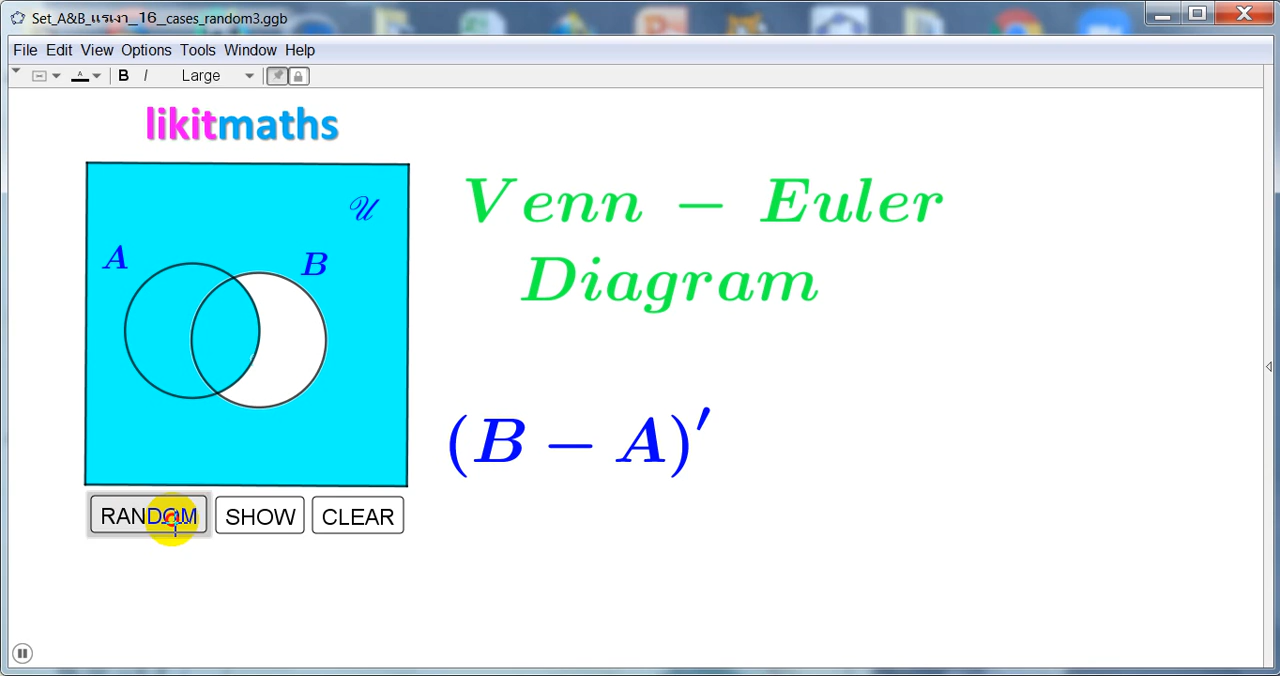 Set_A&B_แรเงา_16_cases_random3.ggb
File Edit View Options Tools Window Help
B I Large
likitmaths
𝒰
A
B
Venn - Euler
Diagram
(B - A)′
RANDOM SHOW CLEAR